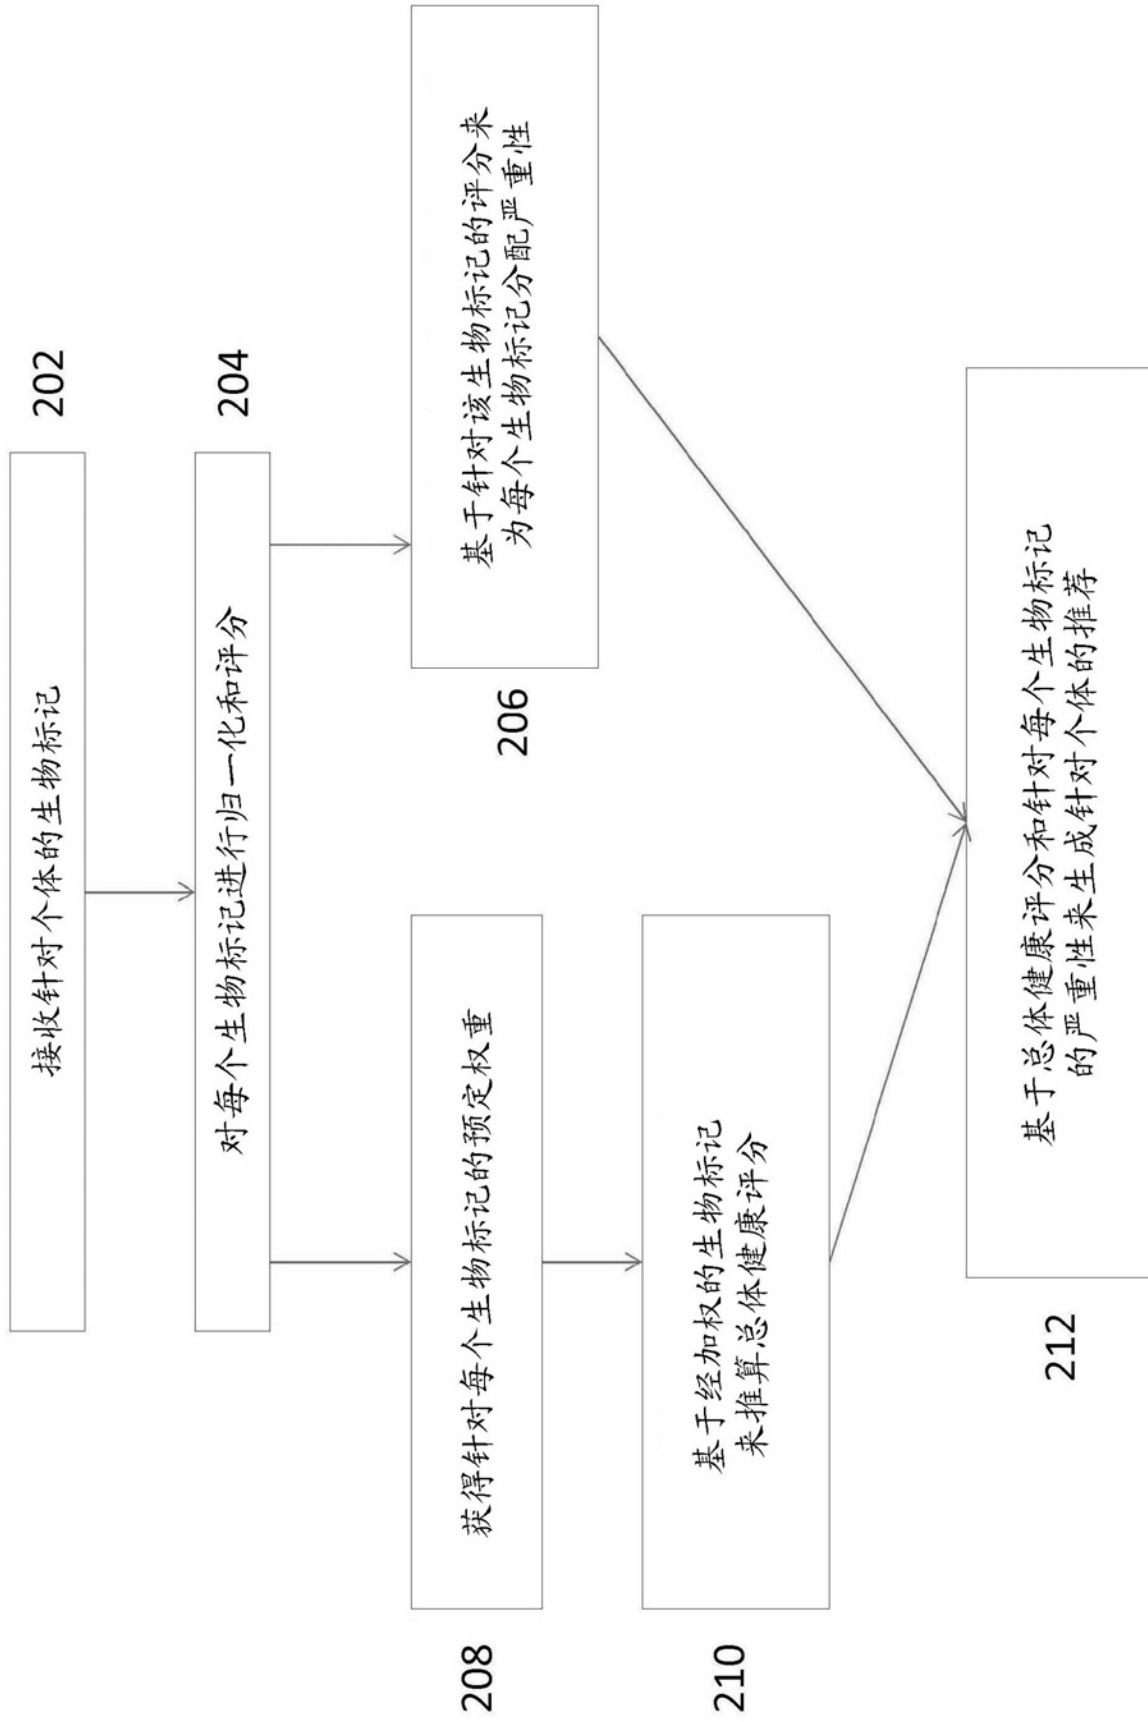 接收针对个体的生物标记
202
对每个生物标记进行归一化和评分
204
获得针对每个生物标记的预定权重
208
基于针对该生物标记的评分来
为每个生物标记分配严重性
206
基于经加权的生物标记
来推算总体健康评分
210
基于总体健康评分和针对每个生物标记
的严重性来生成针对个体的推荐
212